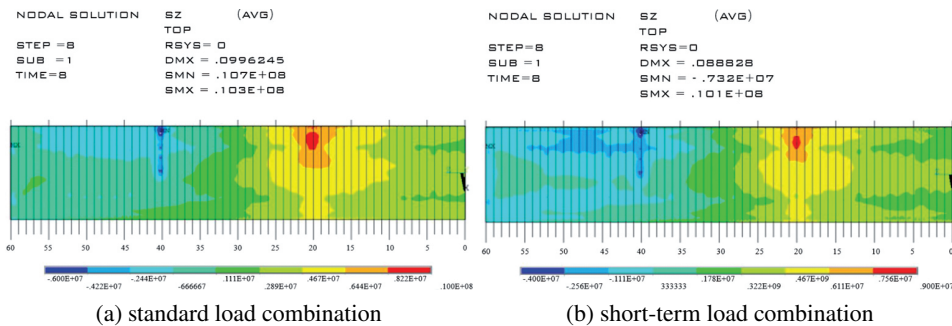 NODAL SOLUTION
STEP =8
SUB =1
TIME=8
SZ (AVG)
TOP
RSYS= 0
DMX = .0996245
SMN = .107E+08
SMX = .103E+08
60 55 50 45 40 35 30 25 20 15 10 5 0
-.600E+07 -.244E+07 .111E+07 .467E+07 .822E+07
-.422E+07 -.666667 .289E+07 .644E+07 .100E+08
(a) standard load combination
NODAL SOLUTION
STEP=8
SUB =1
TIME=8
SZ (AVG)
TOP
RSYS=0
DMX = .088828
SMN = -.732E+07
SMX = .101E+08
60 55 50 45 40 35 30 25 20 15 10 5 0
-.400E+07 -.111E+07 .178E+07 .467E+09 .756E+07
-.256E+07 333333 .322E+09 .611E+07 .900E+07
(b) short-term load combination